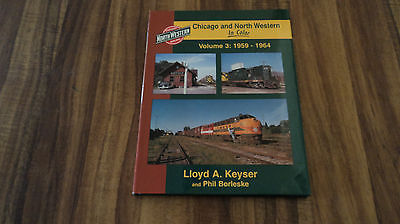 NORTH WESTERN
Chicago and North Western
In Color
Volume 3: 1959 - 1964
Lloyd A. Keyser
and Phil Borleske